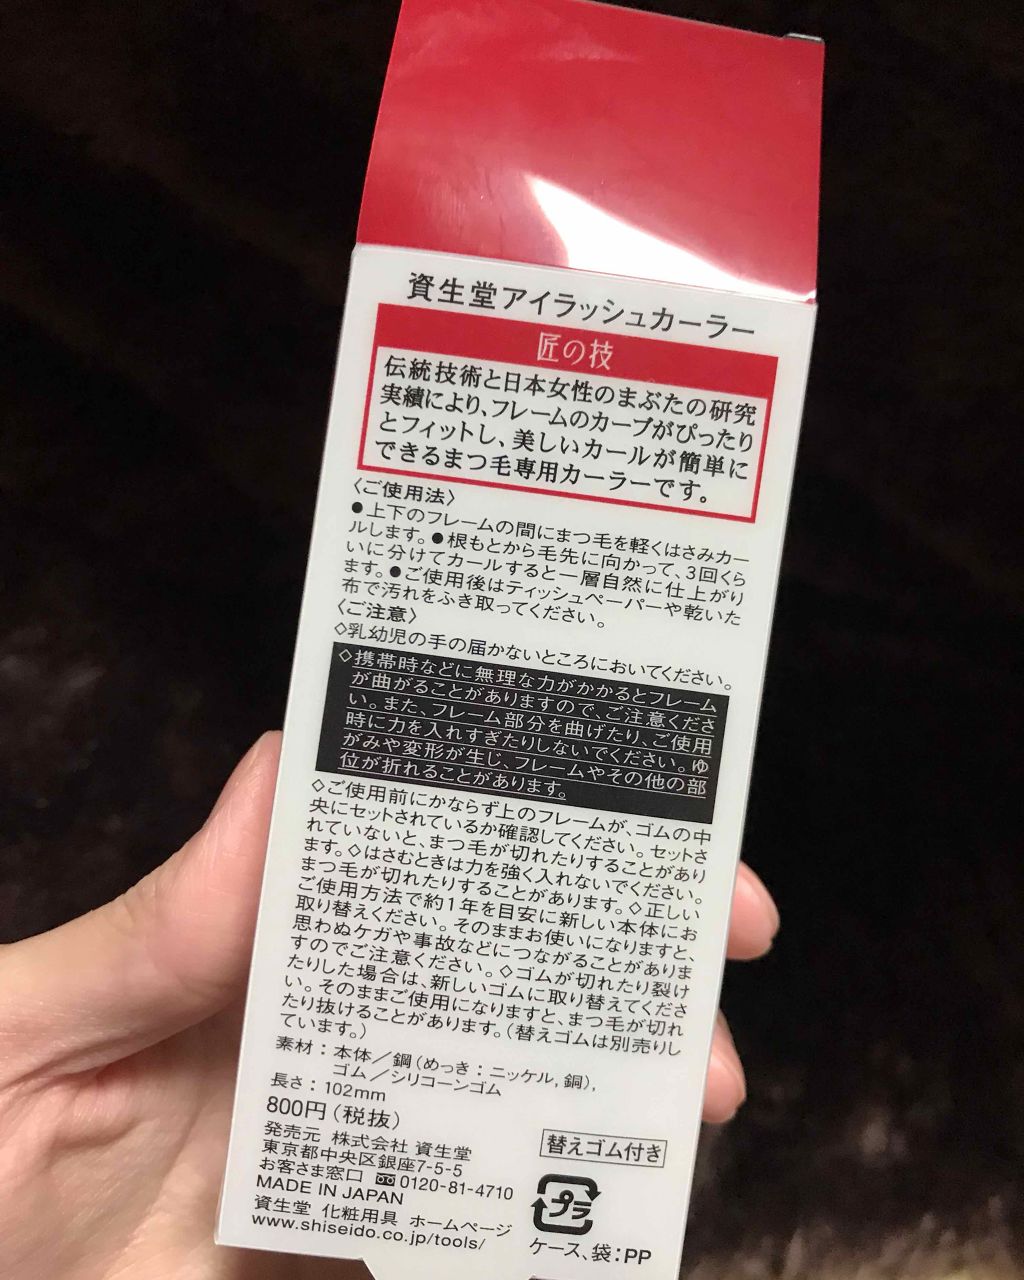 資生堂アイラッシュカーラー
匠の技
伝統技術と日本女性のまぶたの研究
実績により、フレームのカーブがぴったり
とフィットし、美しいカールが簡単に
できるまつ毛専用カーラーです。
〈ご使用法〉
●上下のフレームの間にまつ毛を軽くはさみカー
ルします。●根もとから毛先に向かって、3回くら
いに分けてカールすると一層自然に仕上がり
ます。●ご使用後はティッシュペーパーや乾いた
布で汚れをふき取ってください。
〈ご注意〉
◇乳幼児の手の届かないところにおいてください。
◇携帯時などに無理な力がかかるとフレーム
が曲がることがありますので、ご注意くださ
い。また、フレーム部分を曲げたり、ご使用
時に力を入れすぎたりしないでください。ゆ
がみや変形が生じ、フレームやその他の部
位が折れることがあります。
◇ご使用前にかならず上のフレームが、ゴムの中
央にセットされているか確認してください。セットさ
れていないと、まつ毛が切れたりすることがあり
ます。◇はさむときは力を強く入れないでください。
まつ毛が切れたりすることがあります。◇正しい
ご使用方法で約1年を目安に新しい本体にお
取り替えください。そのままお使いになりますと、
思わぬケガや事故などにつながることがありま
すのでご注意ください。◇ゴムが切れたり裂け
たりした場合は、新しいゴムに取り替えてくださ
い。そのままご使用になりますと、まつ毛が切れ
たり抜けることがあります。(替えゴムは別売りし
ています。)
素材：本体／鋼(めっき：ニッケル,銅),
ゴム／シリコーンゴム
長さ：102mm
800円(税抜)
発売元 株式会社 資生堂
東京都中央区銀座7-5-5
お客さま窓口 0120-81-4710
MADE IN JAPAN
資生堂 化粧用具 ホームページ
www.shiseido.co.jp/tools/
替えゴム付き
プラ
ケース、袋：PP